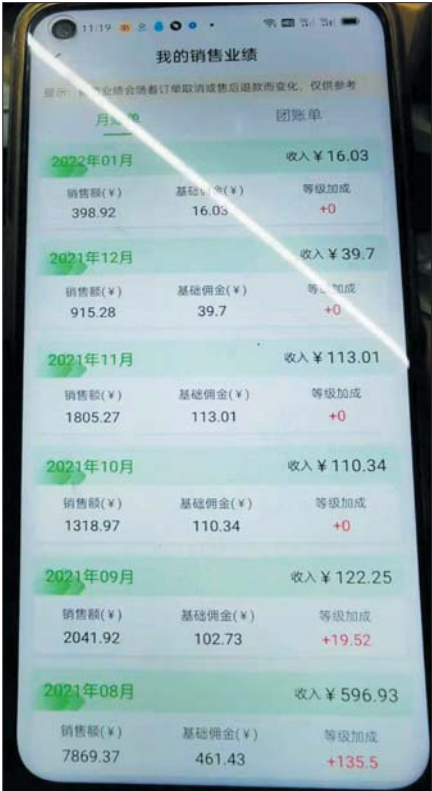 11:19
我的销售业绩
提示：销售业绩会随着订单取消或售后退款而变化，仅供参考
月账单 团账单
2022年01月 收入￥16.03
销售额(￥) 基础佣金(￥) 等级加成
398.92 16.03 +0
2021年12月 收入￥39.7
销售额(￥) 基础佣金(￥) 等级加成
915.28 39.7 +0
2021年11月 收入￥113.01
销售额(￥) 基础佣金(￥) 等级加成
1805.27 113.01 +0
2021年10月 收入￥110.34
销售额(￥) 基础佣金(￥) 等级加成
1318.97 110.34 +0
2021年09月 收入￥122.25
销售额(￥) 基础佣金(￥) 等级加成
2041.92 102.73 +19.52
2021年08月 收入￥596.93
销售额(￥) 基础佣金(￥) 等级加成
7869.37 461.43 +135.5